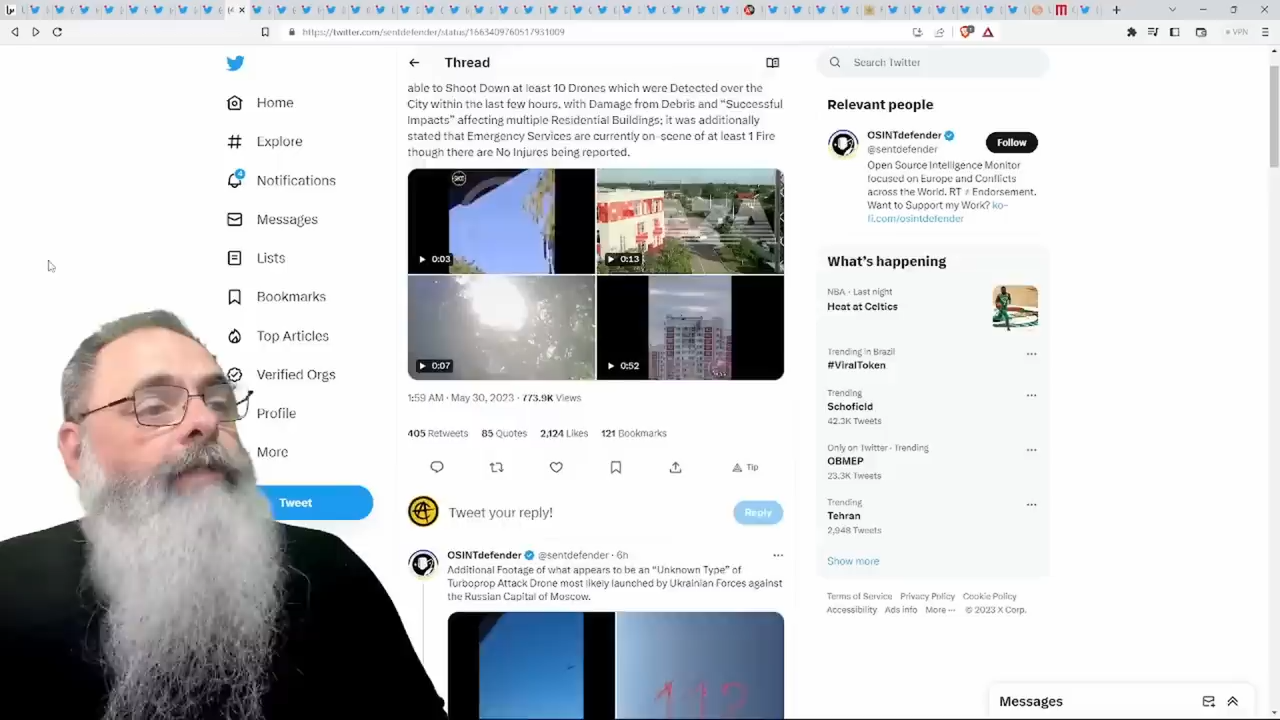 https://twitter.com/sentdefender/status/1663409760517931009
VPN
Home
Explore
4
Notifications
Messages
Lists
Bookmarks
Top Articles
Verified Orgs
Profile
More
Tweet
Thread
able to Shoot Down at least 10 Drones which were Detected over the
City within the last few hours, with Damage from Debris and “Successful
Impacts” affecting multiple Residential Buildings; it was additionally
stated that Emergency Services are currently on-scene of at least 1 Fire
though there are No Injures being reported.
0:03
0:13
0:07
0:52
1:59 AM · May 30, 2023 · 773.9K Views
405 Retweets 85 Quotes 2,124 Likes 121 Bookmarks
Tip
Tweet your reply!
Reply
OSINTdefender @sentdefender · 6h
Additional Footage of what appears to be an “Unknown Type” of
Turboprop Attack Drone most likely launched by Ukrainian Forces against
the Russian Capital of Moscow.
112
Search Twitter
Relevant people
OSINTdefender
@sentdefender
Follow
Open Source Intelligence Monitor
focused on Europe and Conflicts
across the World. RT ≠ Endorsement.
Want to Support my Work? ko-
fi.com/osintdefender
What’s happening
NBA · Last night
Heat at Celtics
Trending in Brazil
#ViralToken
Trending
Schofield
42.3K Tweets
Only on Twitter · Trending
OBMEP
23.3K Tweets
Trending
Tehran
2,948 Tweets
Show more
Terms of Service Privacy Policy Cookie Policy
Accessibility Ads info More ··· © 2023 X Corp.
Messages